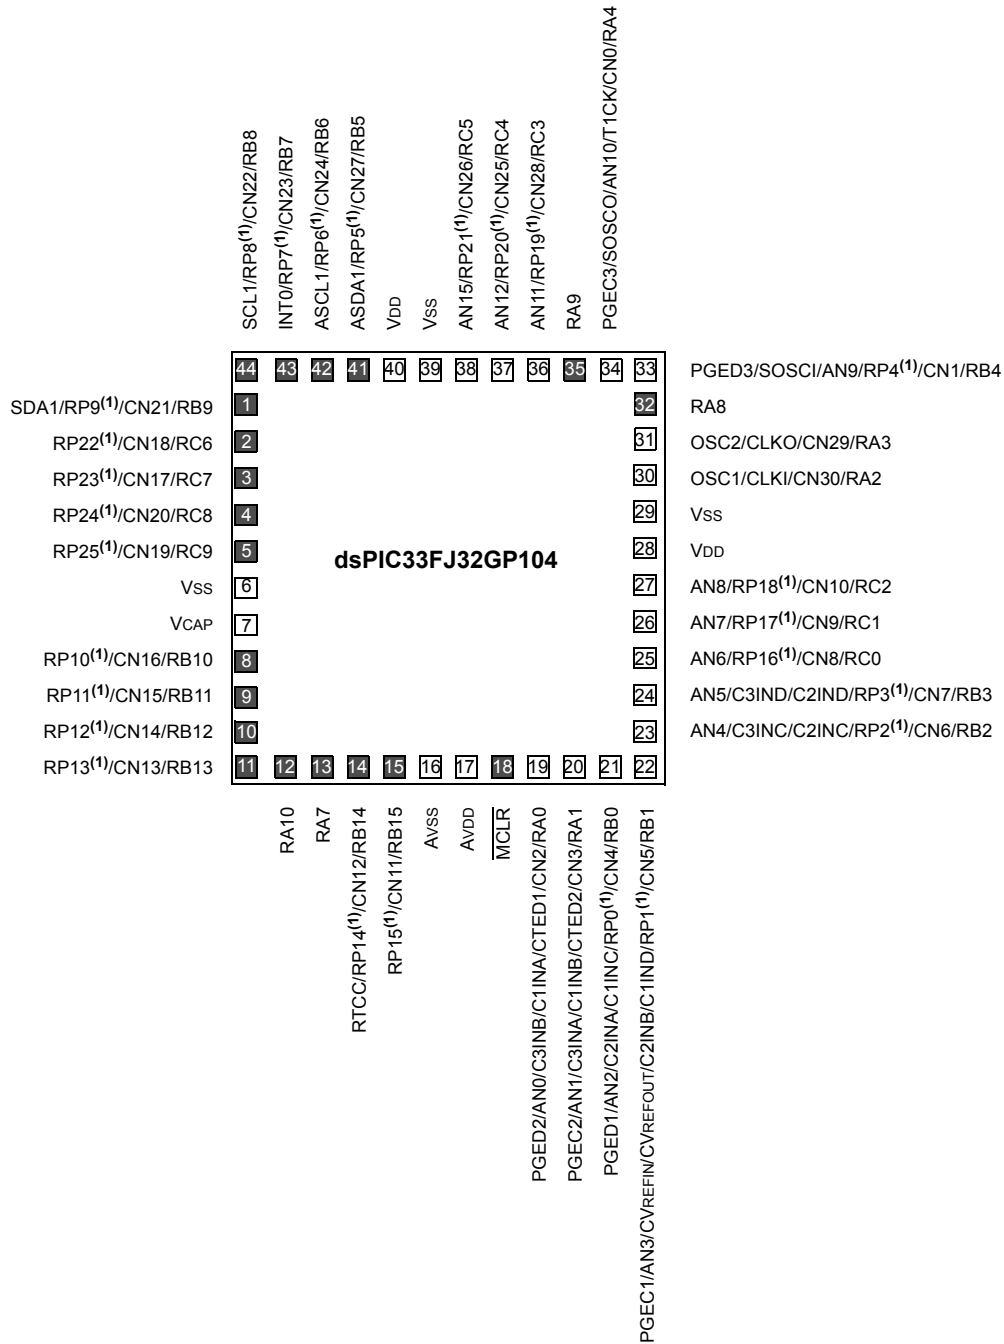 SCL1/RP8(1)/CN22/RB8
INT0/RP7(1)/CN23/RB7
ASCL1/RP6(1)/CN24/RB6
ASDA1/RP5(1)/CN27/RB5
VDD
VSS
AN15/RP21(1)/CN26/RC5
AN12/RP20(1)/CN25/RC4
AN11/RP19(1)/CN28/RC3
RA9
PGEC3/SOSCO/AN10/T1CK/CN0/RA4
44 43 42 41 40 39 38 37 36 35 34 33 PGED3/SOSCI/AN9/RP4(1)/CN1/RB4
SDA1/RP9(1)/CN21/RB9 1 32 RA8
RP22(1)/CN18/RC6 2 31 OSC2/CLKO/CN29/RA3
RP23(1)/CN17/RC7 3 30 OSC1/CLKI/CN30/RA2
RP24(1)/CN20/RC8 4 29 VSS
RP25(1)/CN19/RC9 5 28 VDD
dsPIC33FJ32GP104
VSS 6 27 AN8/RP18(1)/CN10/RC2
VCAP 7 26 AN7/RP17(1)/CN9/RC1
RP10(1)/CN16/RB10 8 25 AN6/RP16(1)/CN8/RC0
RP11(1)/CN15/RB11 9 24 AN5/C3IND/C2IND/RP3(1)/CN7/RB3
RP12(1)/CN14/RB12 10 23 AN4/C3INC/C2INC/RP2(1)/CN6/RB2
RP13(1)/CN13/RB13 11 12 13 14 15 16 17 18 19 20 21 22
RA10
RA7
RTCC/RP14(1)/CN12/RB14
RP15(1)/CN11/RB15
AVSS
AVDD
MCLR
PGED2/AN0/C3INB/C1INA/CTED1/CN2/RA0
PGEC2/AN1/C3INA/C1INB/CTED2/CN3/RA1
PGED1/AN2/C2INA/C1INC/RP0(1)/CN4/RB0
PGEC1/AN3/CVREFIN/CVREFOUT/C2INB/C1IND/RP1(1)/CN5/RB1